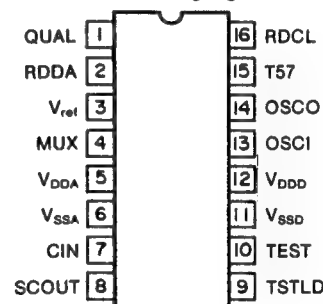 QUAL 1 16 RDCL
RDDA 2 15 T57
Vref 3 14 OSCO
MUX 4 13 OSCI
VDDA 5 12 VDDD
VSSA 6 11 VSSD
CIN 7 10 TEST
SCOUT 8 9 TSTLD